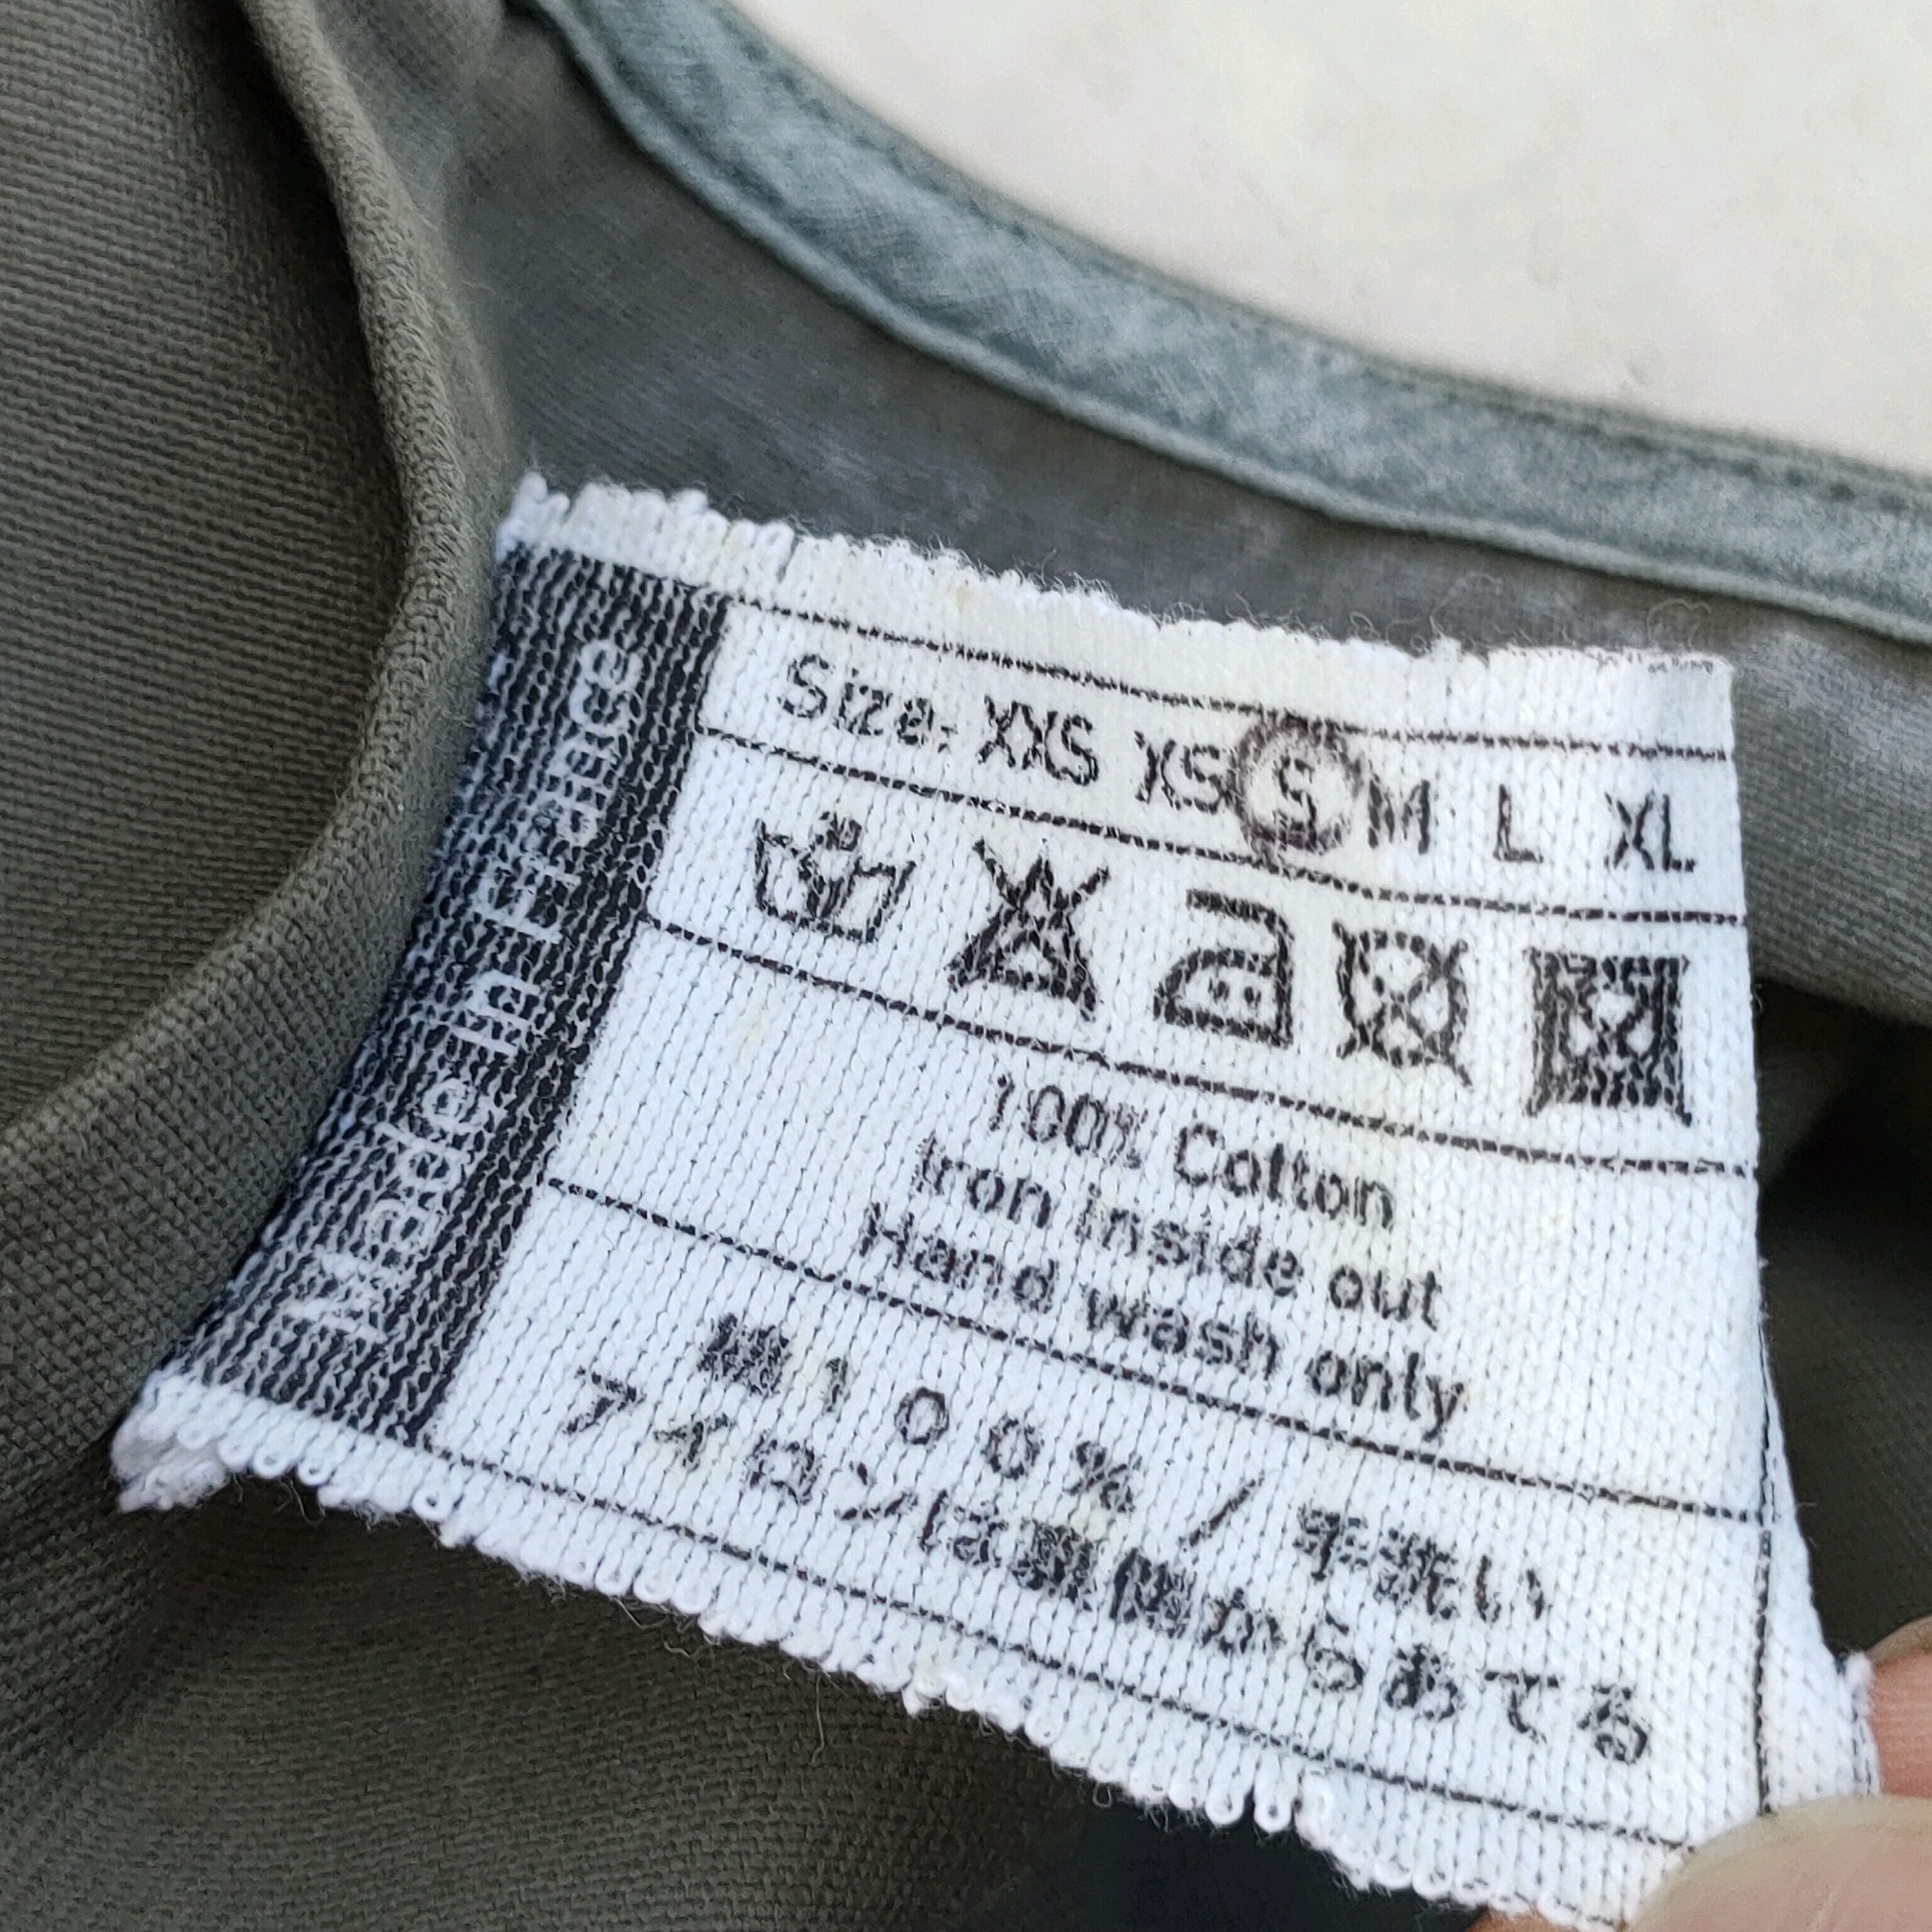 Made in France
Size: XXS XS S M L XL
100% Cotton
Iron inside out
Hand wash only
綿100%/手洗い
アイロンは裏側からあてる